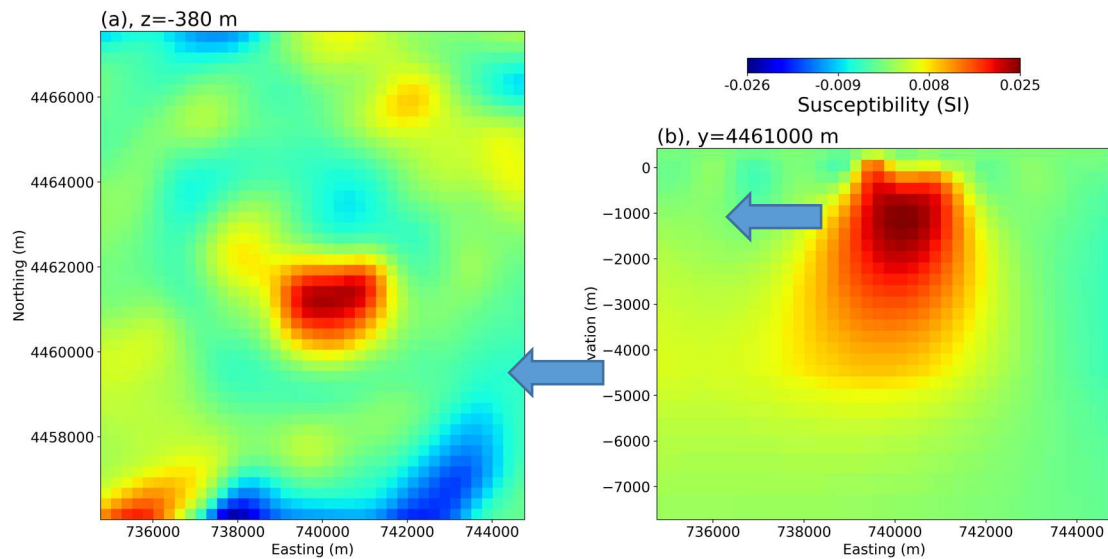 (a), z=-380 m
Northing (m)
4466000
4464000
4462000
4460000
4458000
736000 738000 740000 742000 744000
Easting (m)
-0.026 -0.009 0.008 0.025
Susceptibility (SI)
(b), y=4461000 m
vation (m)
0
−1000
−2000
−3000
−4000
−5000
−6000
−7000
736000 738000 740000 742000 744000
Easting (m)